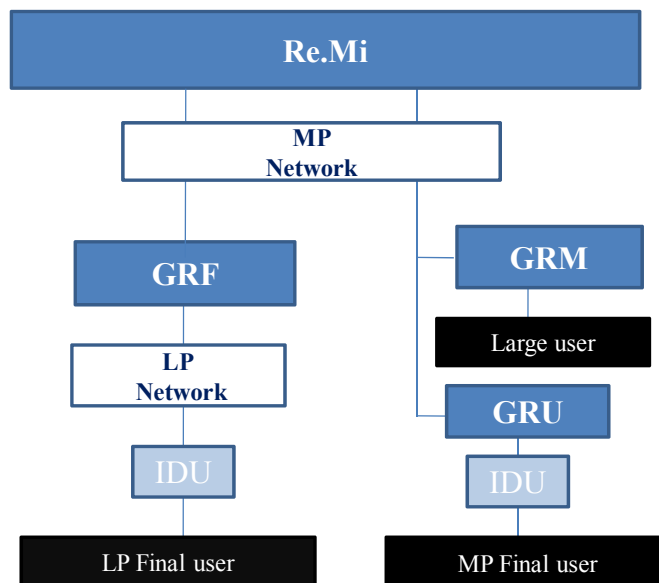 Re.Mi
MP
Network
GRF
GRM
Large user
LP
Network
GRU
IDU
IDU
LP Final user
MP Final user